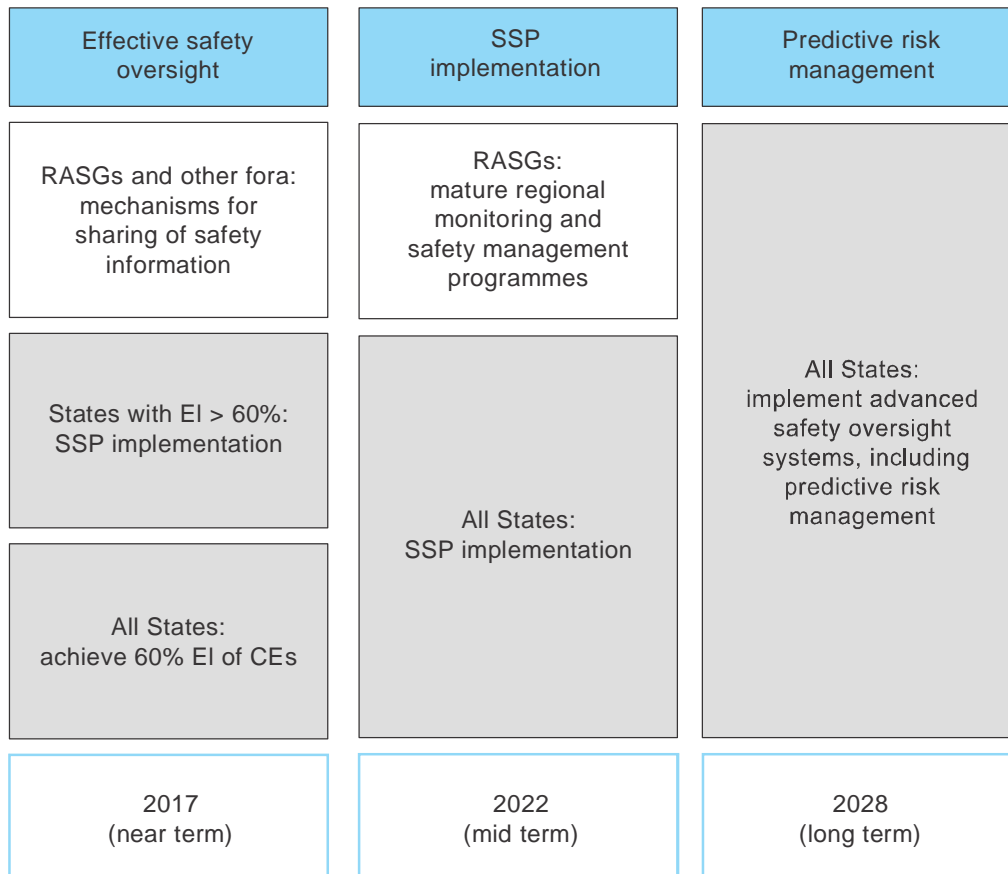 Effective safety
oversight
SSP
implementation
Predictive risk
management
RASGs and other fora:
mechanisms for
sharing of safety
information
RASGs:
mature regional
monitoring and
safety management
programmes
States with EI > 60%:
SSP implementation
All States:
achieve 60% EI of CEs
All States:
SSP implementation
All States:
implement advanced
safety oversight
systems, including
predictive risk
management
2017
(near term)
2022
(mid term)
2028
(long term)